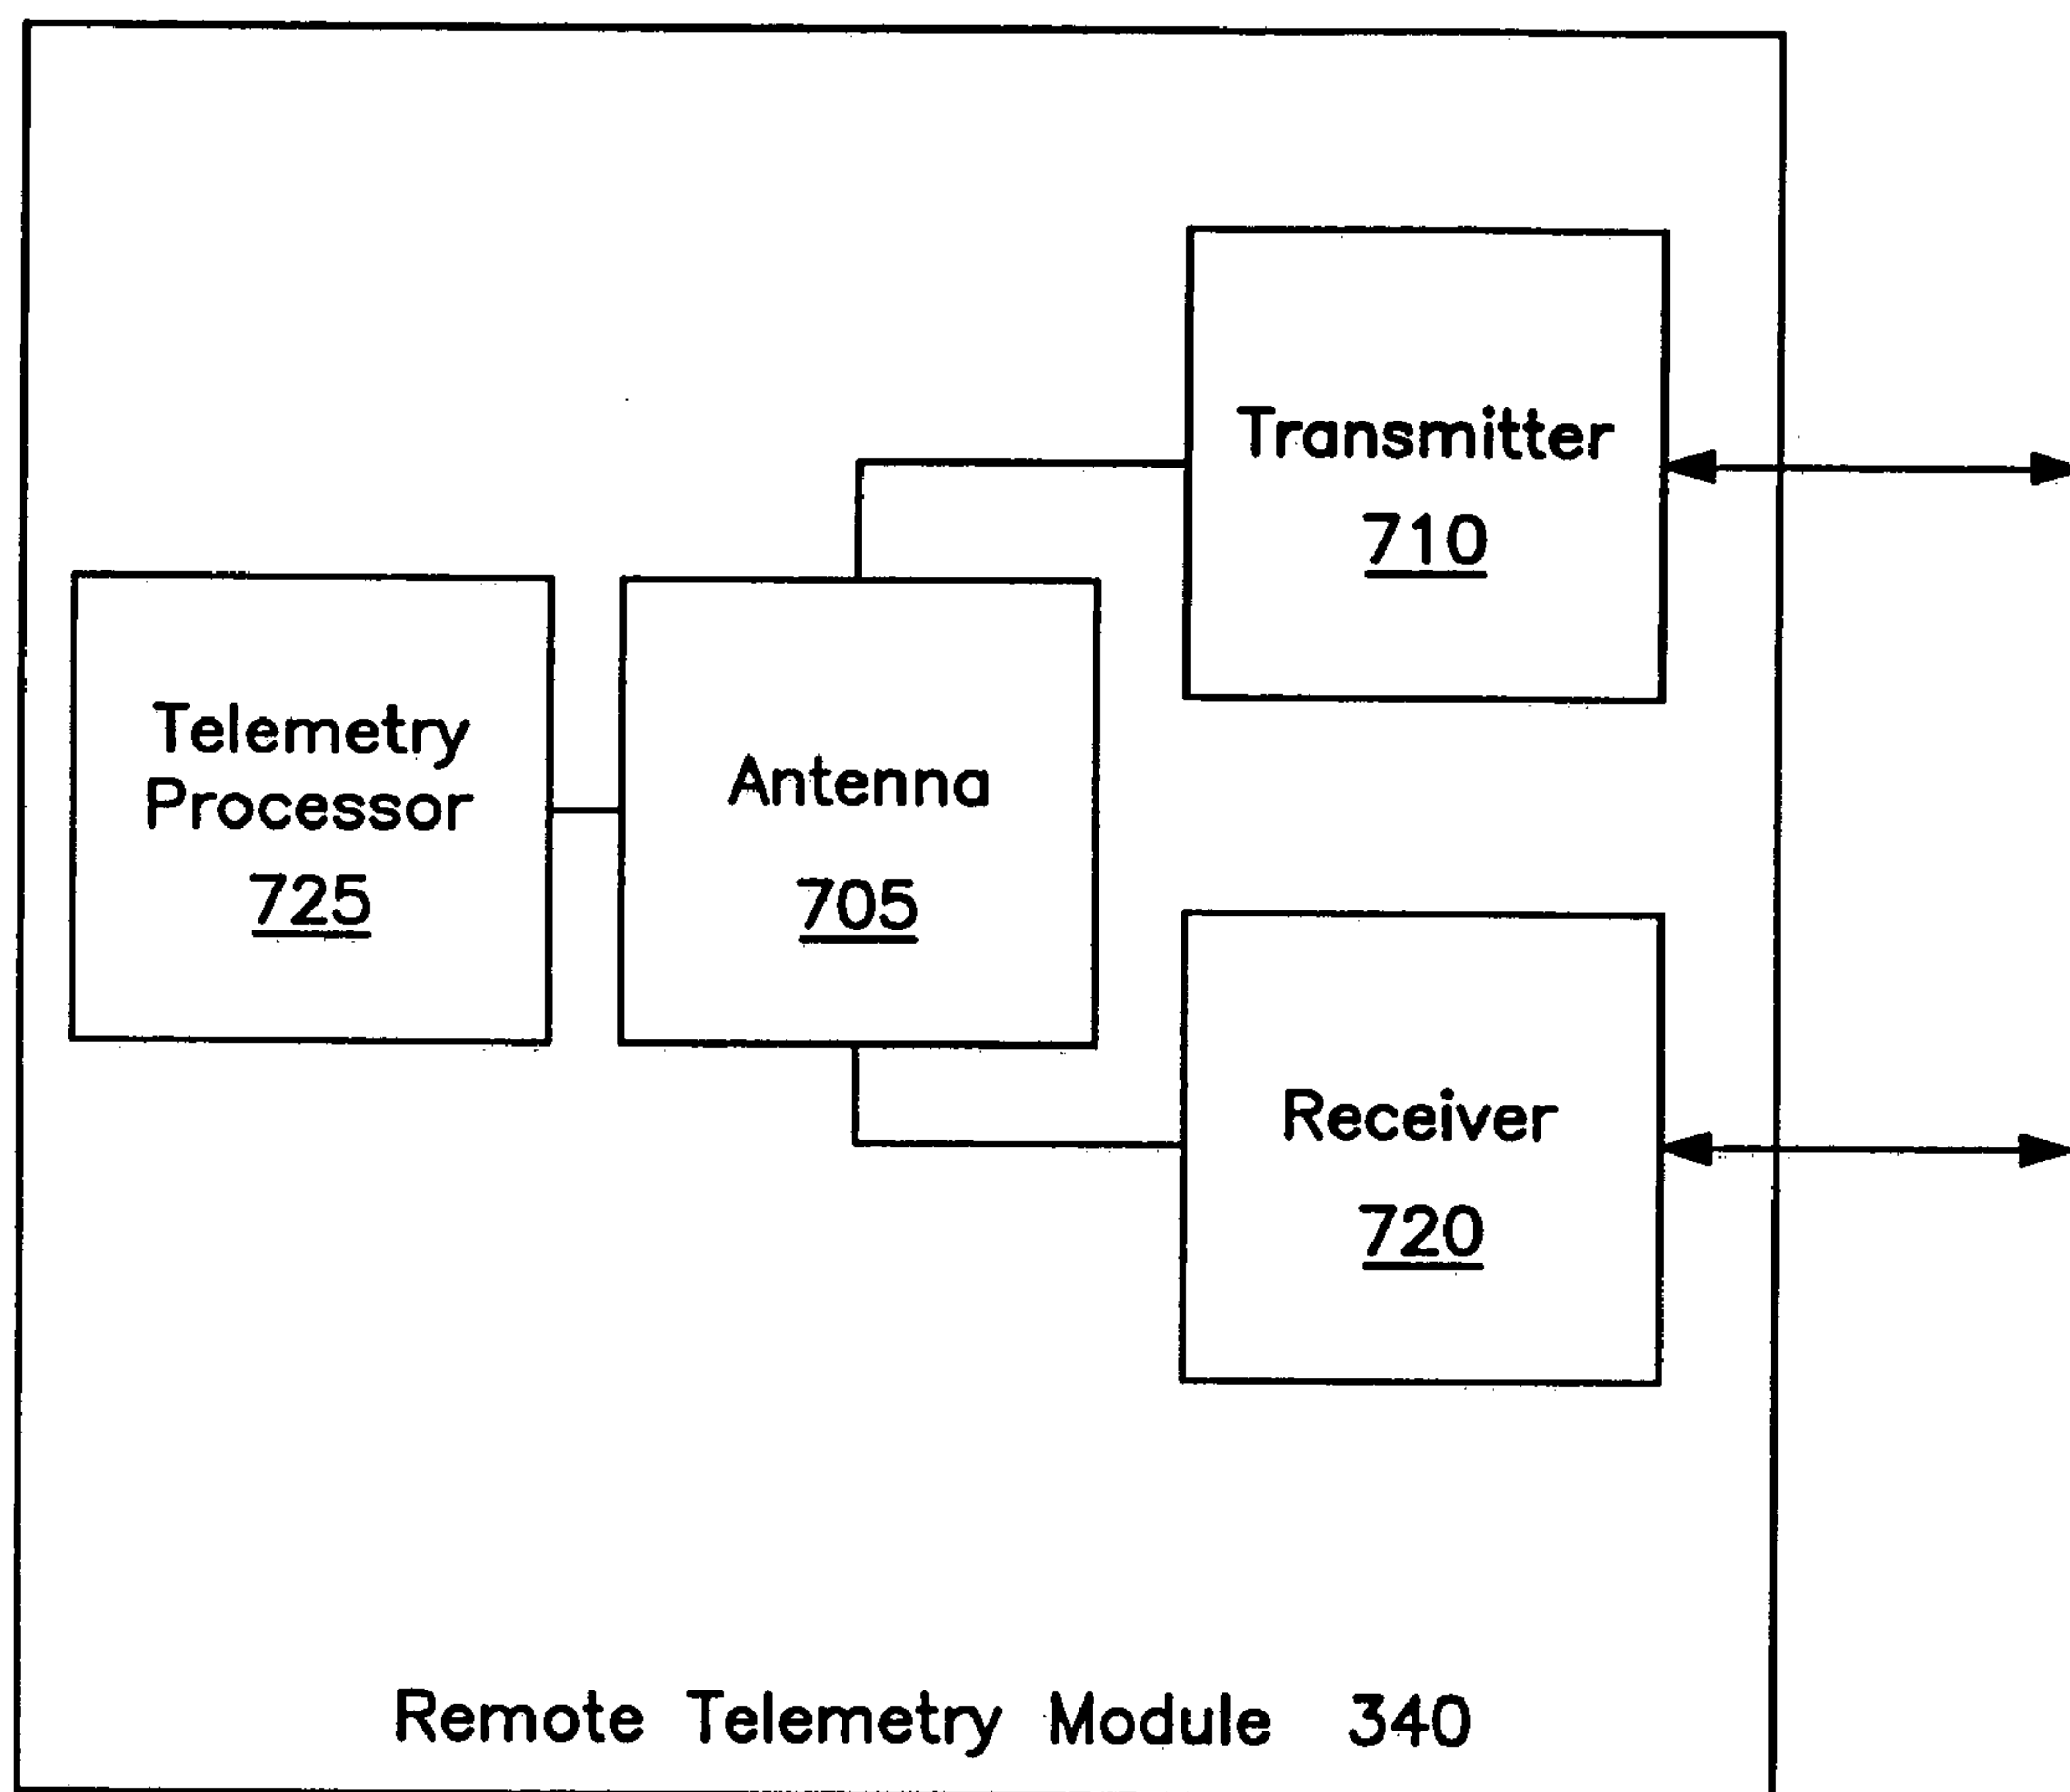 Transmitter
710
Telemetry
Processor
725
Antenna
705
Receiver
720
Remote Telemetry Module 340